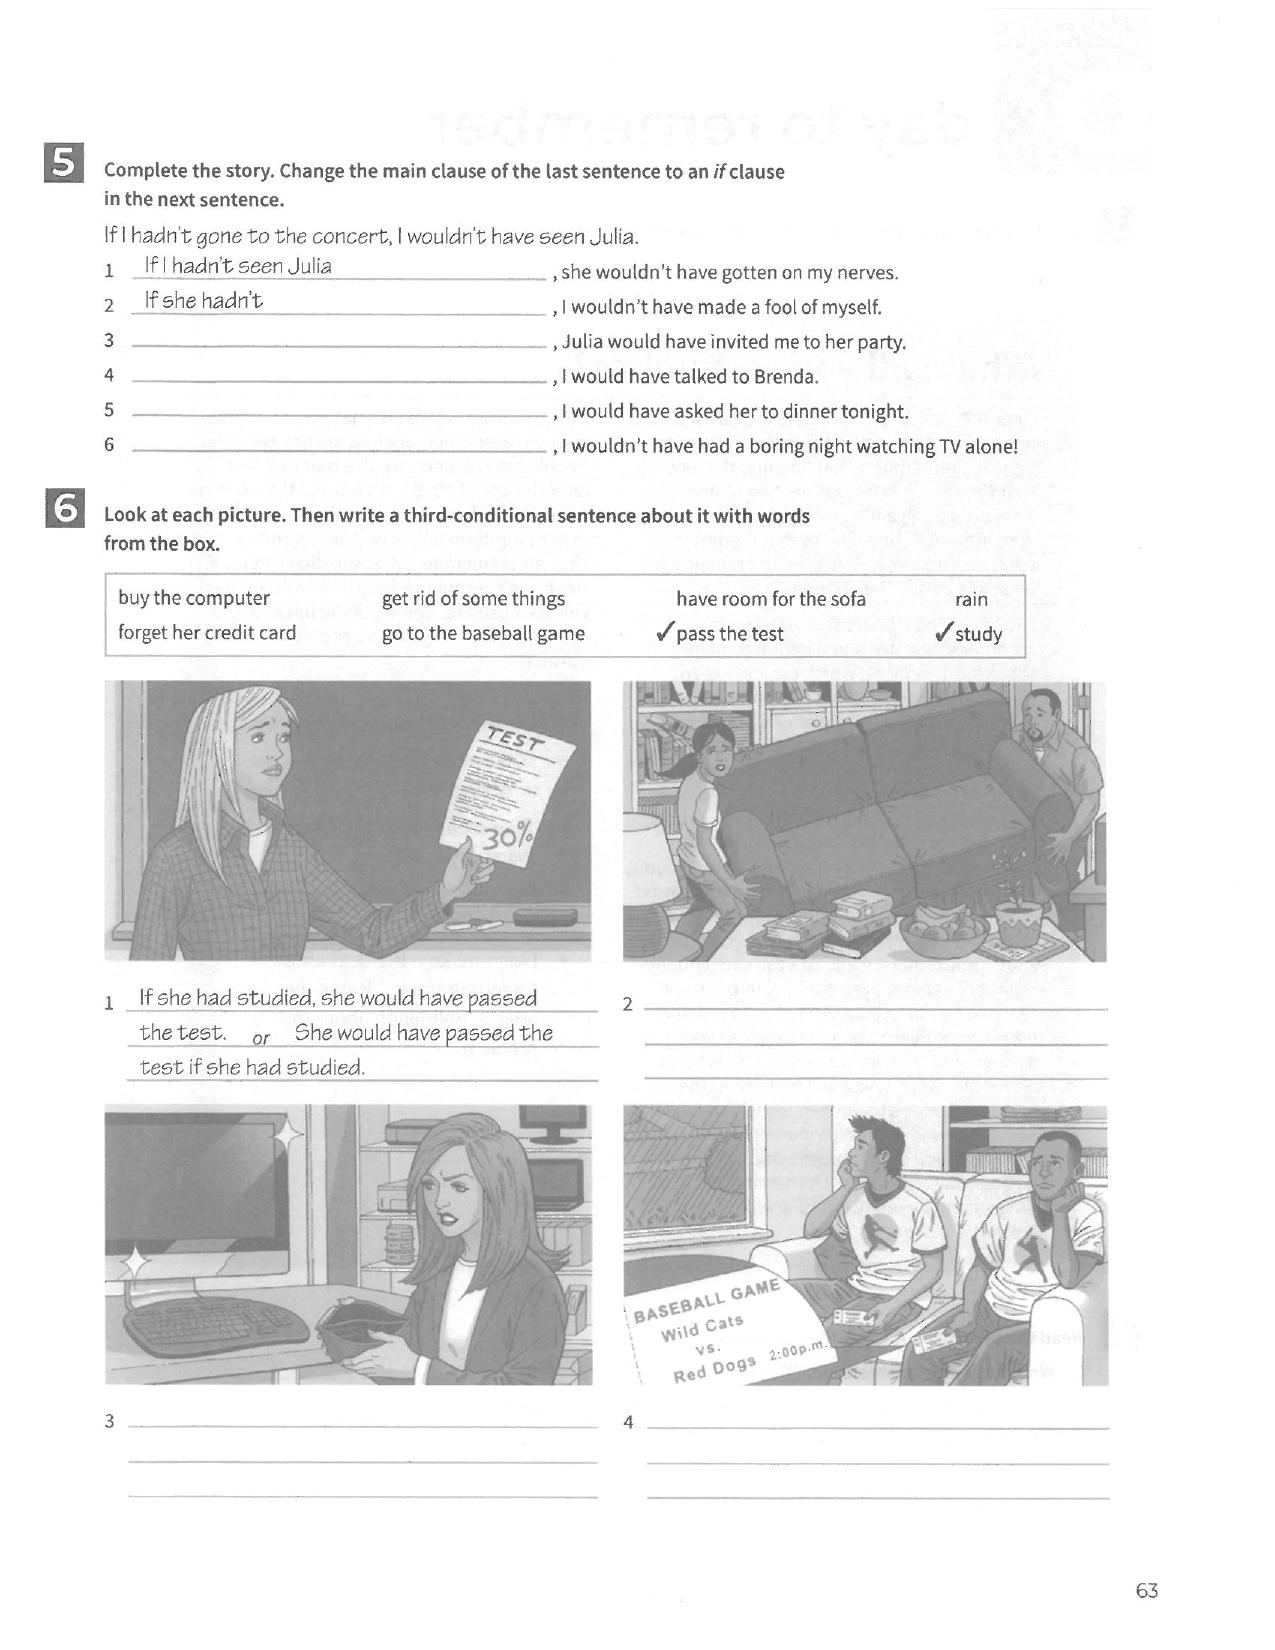 5 Complete the story. Change the main clause of the last sentence to an if clause
in the next sentence.
If I hadn't gone to the concert, I wouldn't have seen Julia.
1 If I hadn't seen Julia , she wouldn't have gotten on my nerves.
2 If she hadn't , I wouldn't have made a fool of myself.
3 , Julia would have invited me to her party.
4 , I would have talked to Brenda.
5 , I would have asked her to dinner tonight.
6 , I wouldn't have had a boring night watching TV alone!
6 Look at each picture. Then write a third-conditional sentence about it with words
from the box.
buy the computer get rid of some things have room for the sofa rain
forget her credit card go to the baseball game ✓pass the test ✓study
TEST
30%
1 If she had studied, she would have passed
the test. or She would have passed the
test if she had studied.
2
BASEBALL GAME
Wild Cats
vs.
Red Dogs 2:00p.m.
3
4
63